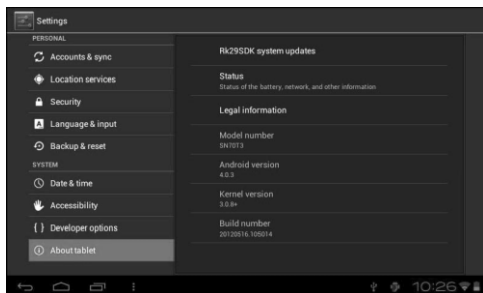 Settings
PERSONAL
Accounts & sync
Location services
Security
Language & input
Backup & reset
SYSTEM
Date & time
Accessibility
Developer options
About tablet
Rk29SDK system updates
Status
Status of the battery, network, and other information
Legal information
Model number
SN70T3
Android version
4.0.3
Kernel version
3.0.8+
Build number
20120516.105014
10:26